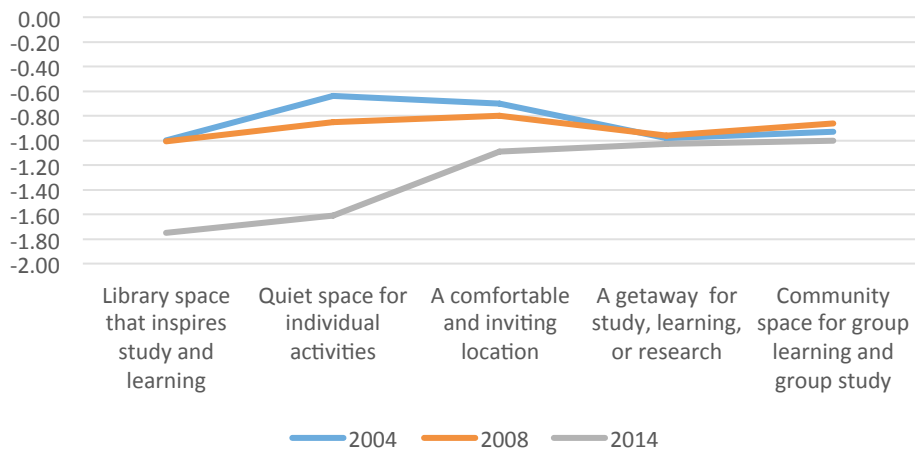 0.00
-0.20
-0.40
-0.60
-0.80
-1.00
-1.20
-1.40
-1.60
-1.80
-2.00
Library space
that inspires
study and
learning
Quiet space for
individual
activities
A comfortable
and inviting
location
A getaway for
study, learning,
or research
Community
space for group
learning and
group study
2004
2008
2014